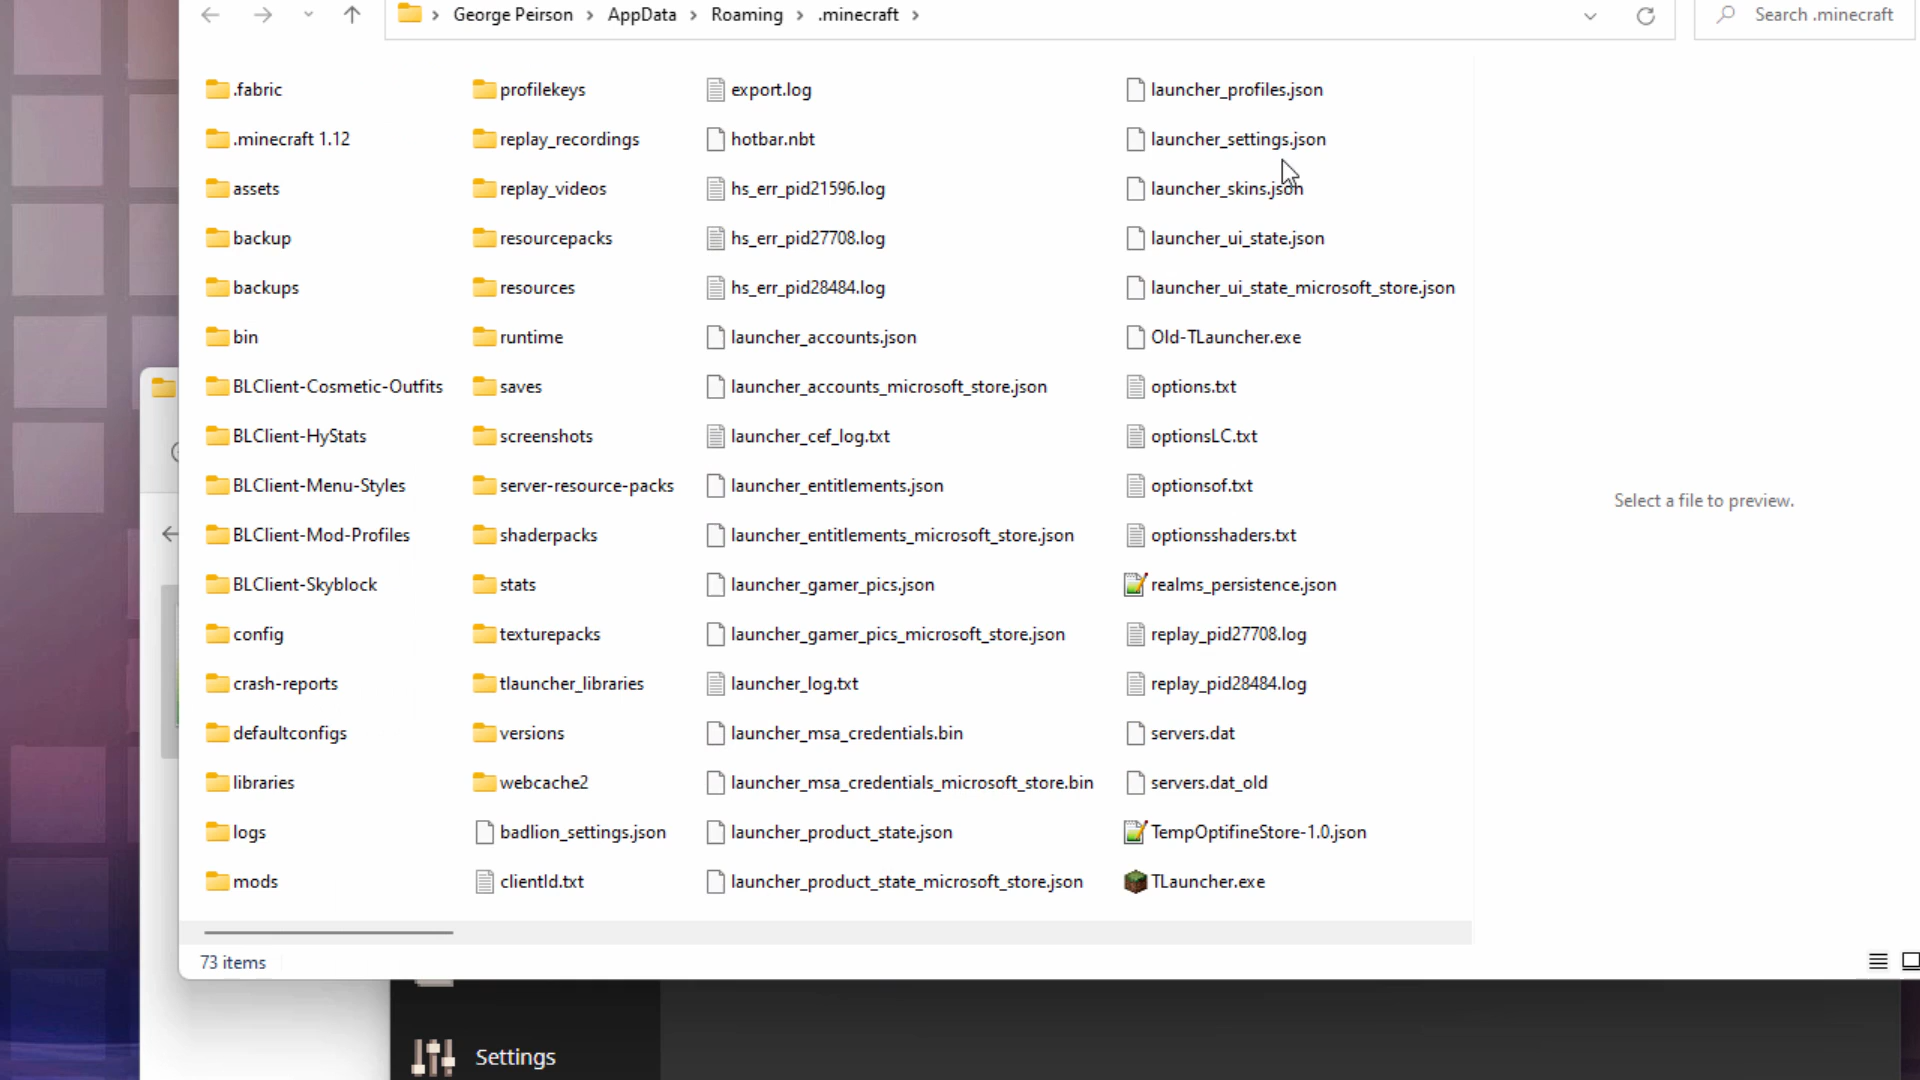 George Peirson > AppData > Roaming > .minecraft >
Search .minecraft
.fabric
.minecraft 1.12
assets
backup
backups
bin
BLClient-Cosmetic-Outfits
BLClient-HyStats
BLClient-Menu-Styles
BLClient-Mod-Profiles
BLClient-Skyblock
config
crash-reports
defaultconfigs
libraries
logs
mods
profilekeys
replay_recordings
replay_videos
resourcepacks
resources
runtime
saves
screenshots
server-resource-packs
shaderpacks
stats
texturepacks
tlauncher_libraries
versions
webcache2
badlion_settings.json
clientId.txt
export.log
hotbar.nbt
hs_err_pid21596.log
hs_err_pid27708.log
hs_err_pid28484.log
launcher_accounts.json
launcher_accounts_microsoft_store.json
launcher_cef_log.txt
launcher_entitlements.json
launcher_entitlements_microsoft_store.json
launcher_gamer_pics.json
launcher_gamer_pics_microsoft_store.json
launcher_log.txt
launcher_msa_credentials.bin
launcher_msa_credentials_microsoft_store.bin
launcher_product_state.json
launcher_product_state_microsoft_store.json
launcher_profiles.json
launcher_settings.json
launcher_skins.json
launcher_ui_state.json
launcher_ui_state_microsoft_store.json
Old-TLauncher.exe
options.txt
optionsLC.txt
optionsof.txt
optionsshaders.txt
realms_persistence.json
replay_pid27708.log
replay_pid28484.log
servers.dat
servers.dat_old
TempOptifineStore-1.0.json
TLauncher.exe
Select a file to preview.
73 items
Settings